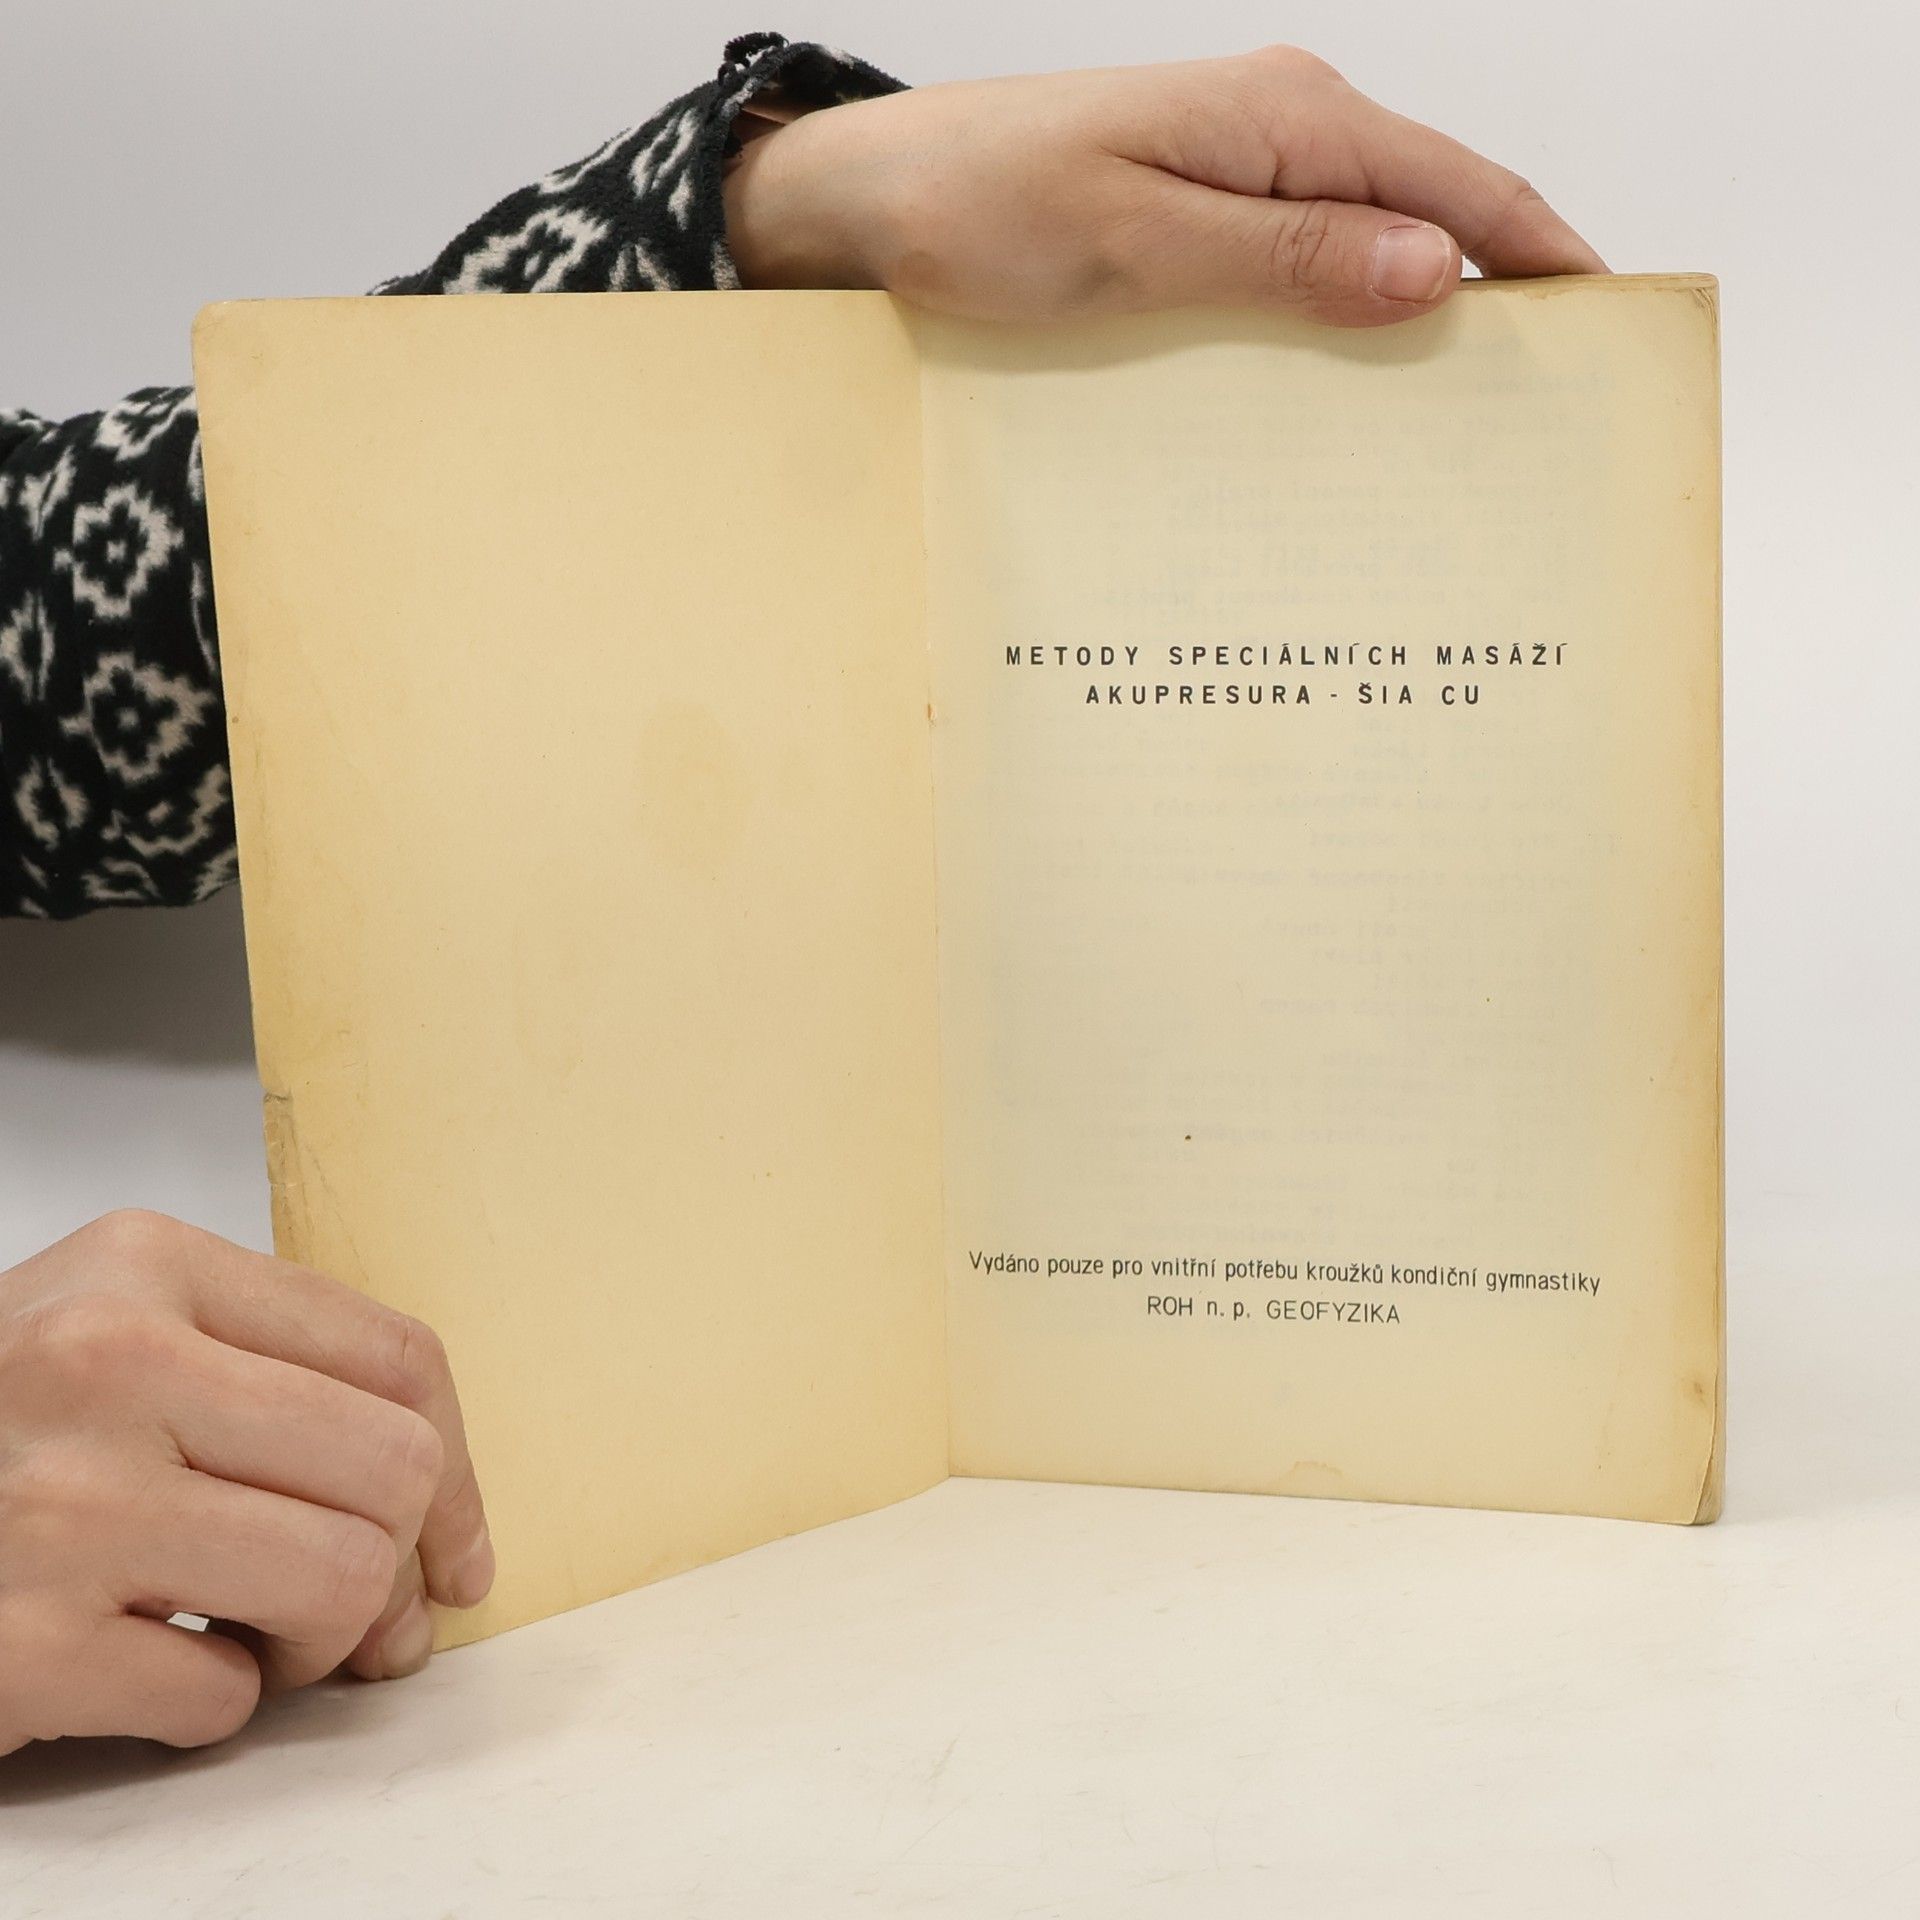 METODY SPECIÁLNÍCH MASÁŽÍ
AKUPRESURA - ŠIA CU
Vydáno pouze pro vnitřní potřebu kroužků kondiční gymnastiky
ROH n. p. GEOFYZIKA